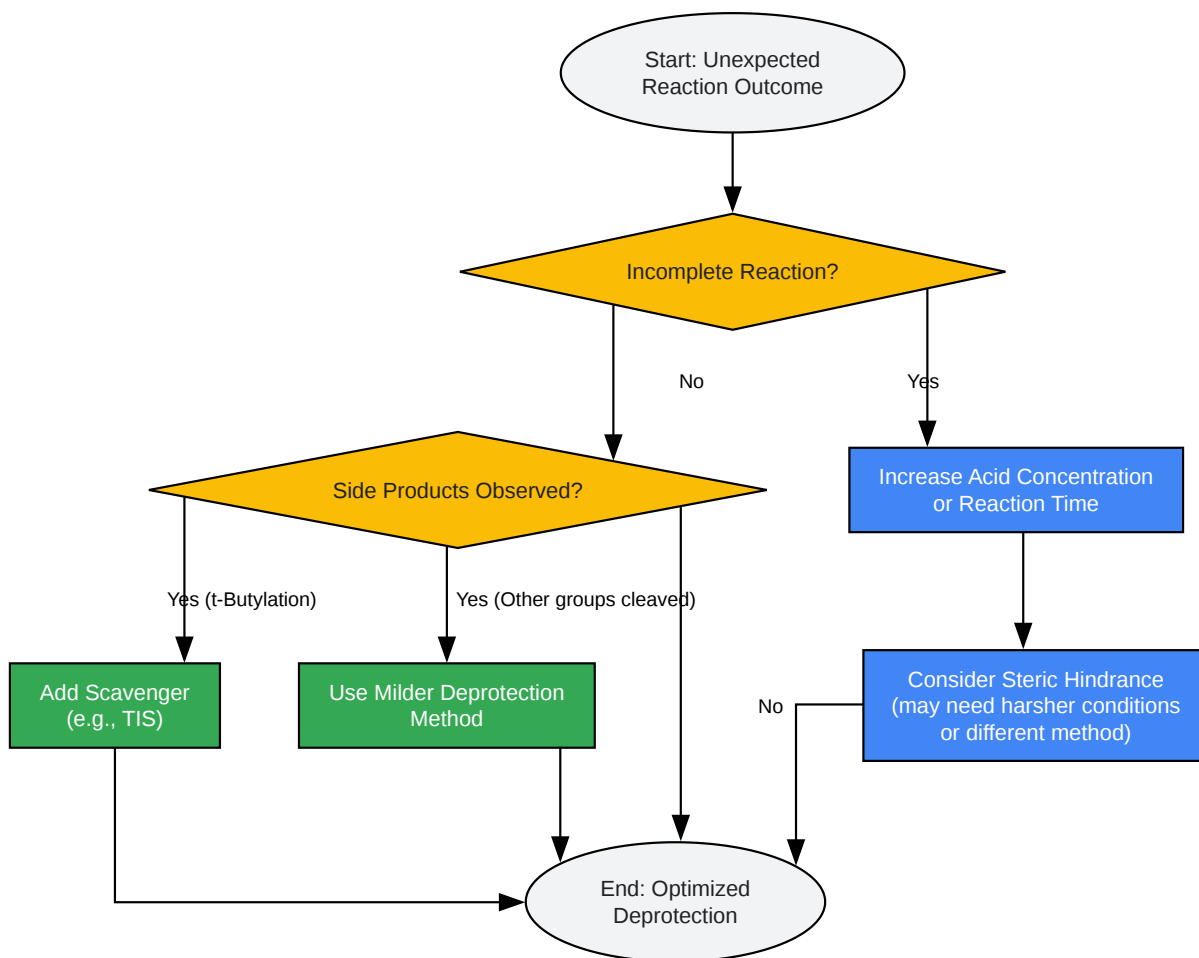 Start: Unexpected
Reaction Outcome
Incomplete Reaction?
No
Yes
Side Products Observed?
Increase Acid Concentration
or Reaction Time
Yes (t-Butylation)
Yes (Other groups cleaved)
Add Scavenger
(e.g., TIS)
Use Milder Deprotection
Method
No
Consider Steric Hindrance
(may need harsher conditions
or different method)
End: Optimized
Deprotection